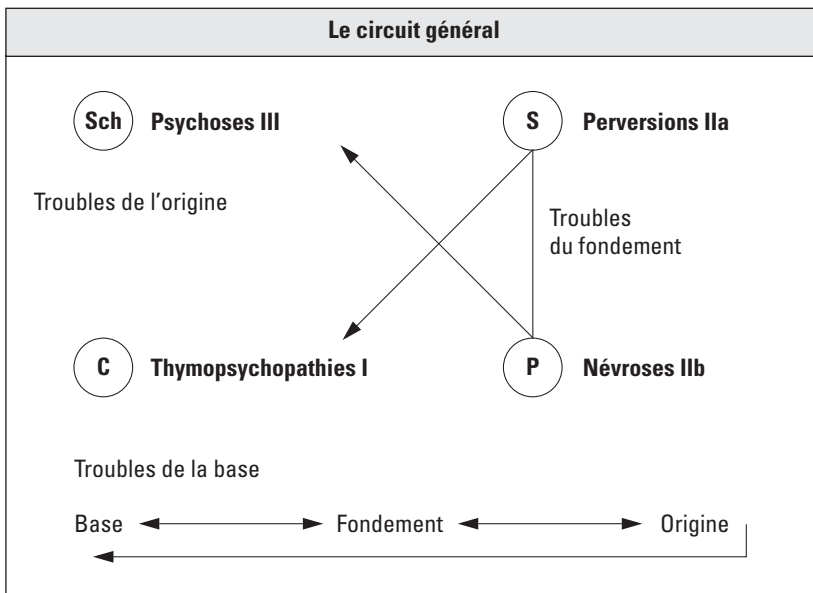 Le circuit général
Sch Psychoses III
S Perversions IIa
Troubles de l'origine
Troubles
du fondement
C Thymopsychopathies I
P Névroses IIb
Troubles de la base
Base Fondement Origine